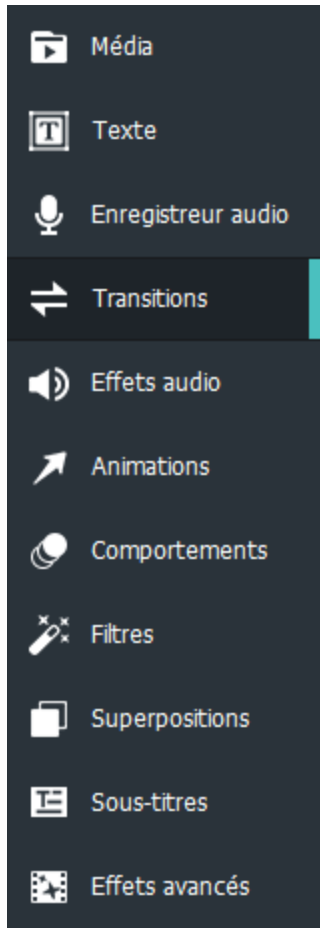 Média
Texte
Enregistreur audio
Transitions
Effets audio
Animations
Comportements
Filtres
Superpositions
Sous-titres
Effets avancés